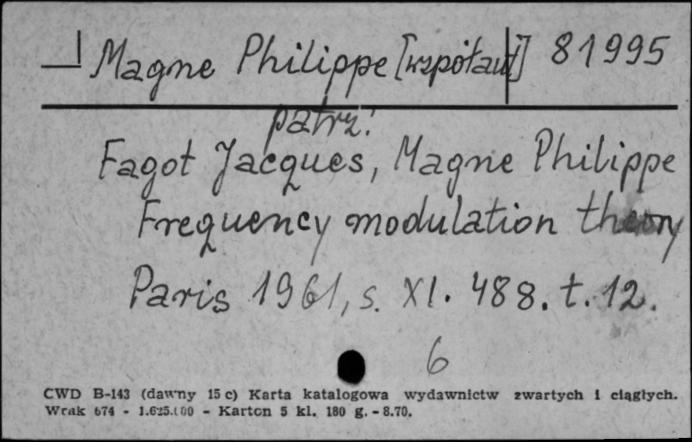 Magne Philippe [współaut] 81995
patrz:
Fagot Jacques, Magne Philippe
Frequency modulation theory
Paris 1961, s. XI. 488. t. 12.
6
CWD B-143 (dawny 15 c) Karta katalogowa wydawnictw zwartych i ciągłych.
Wrak 674 - 1.625.000 - Karton 5 kl. 180 g. - 8.70.